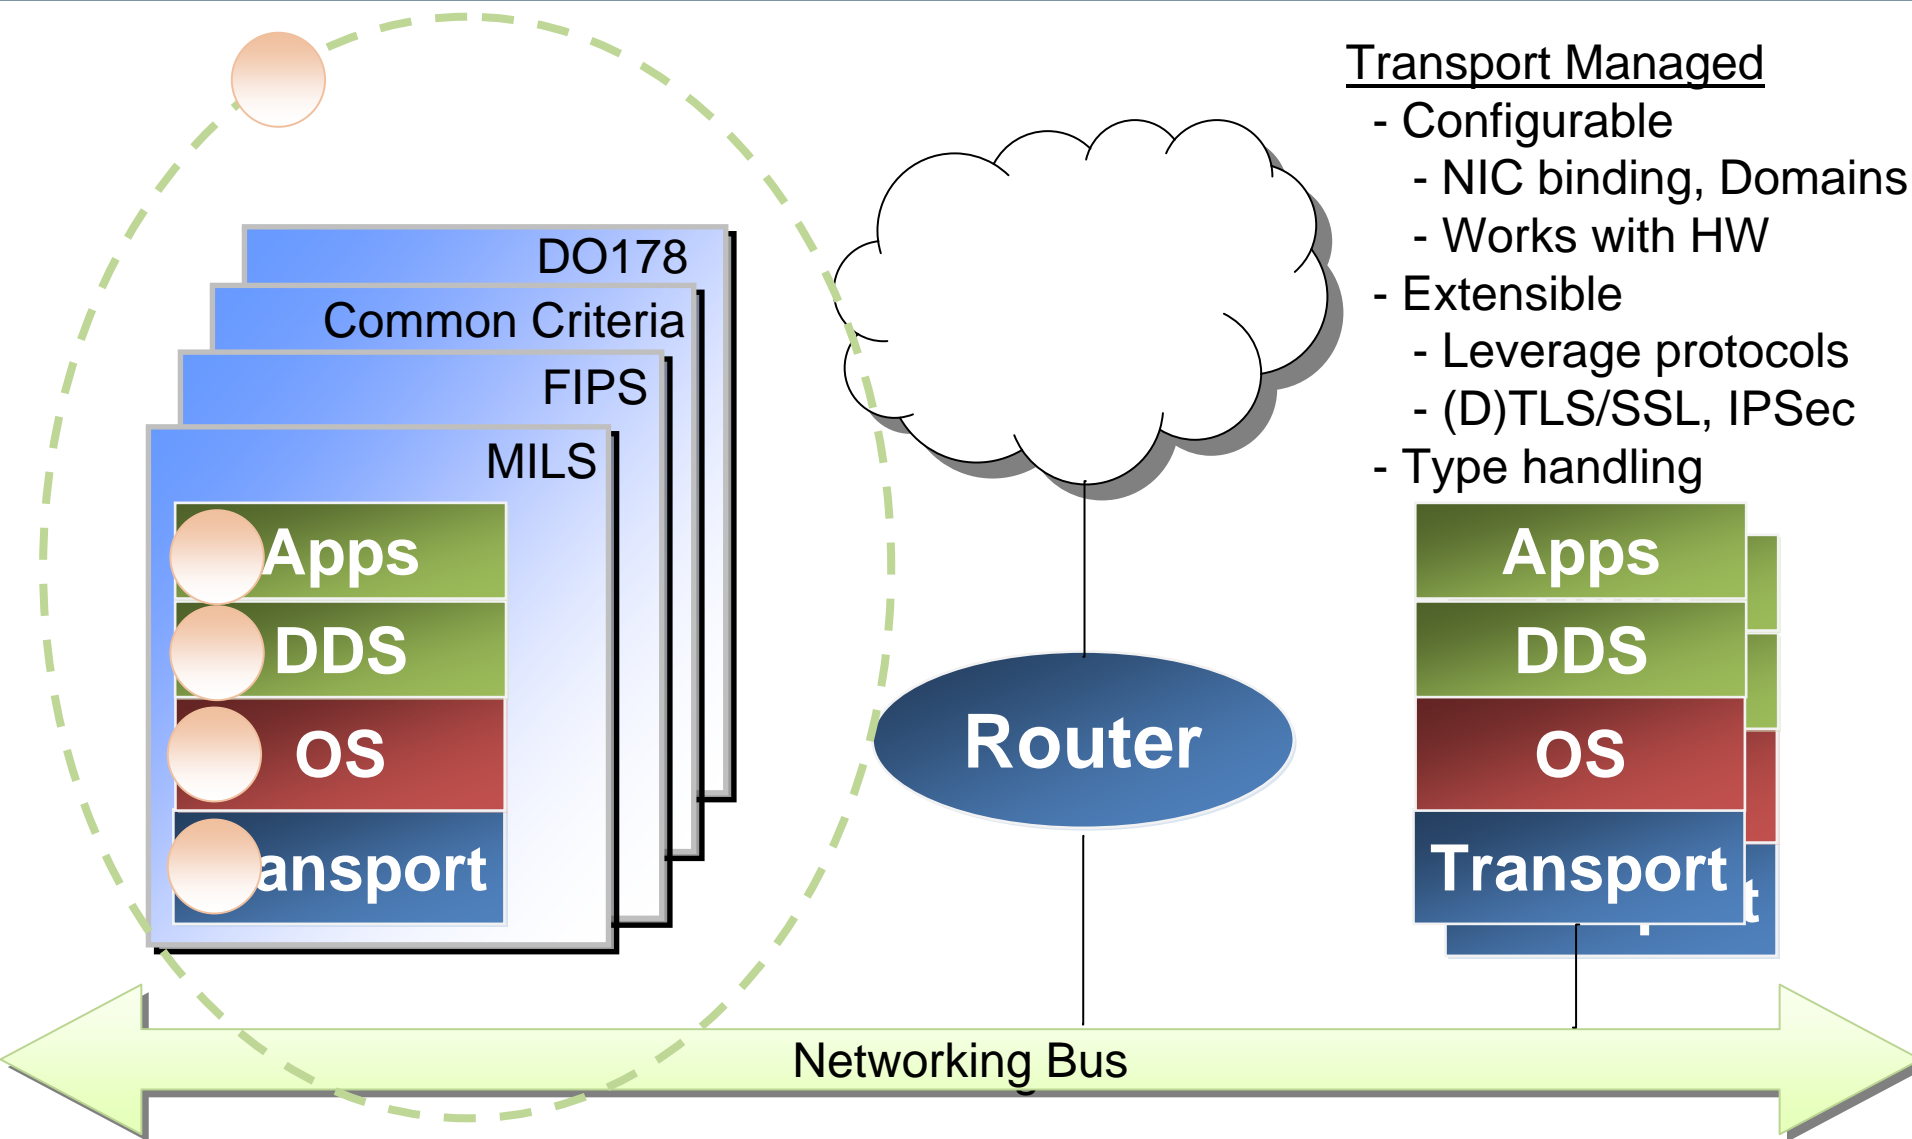 Transport Managed
- Configurable
- NIC binding, Domains
- Works with HW
- Extensible
- Leverage protocols
- (D)TLS/SSL, IPSec
- Type handling
DO178
Common Criteria
FIPS
MILS
Apps
DDS
OS
ansport
Router
Apps
DDS
OS
Transport
Networking Bus